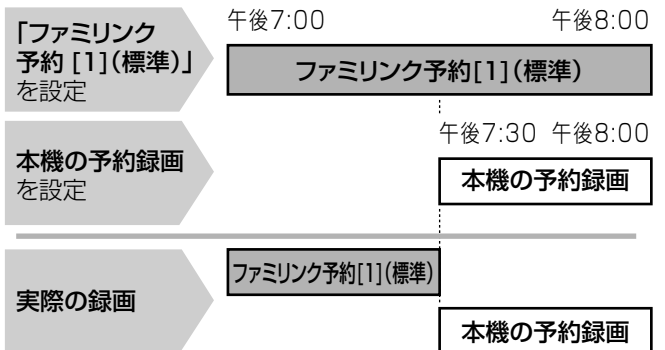 「ファミリンク
予約 [1](標準)」
を設定
午後7:00 午後8:00
ファミリンク予約[1](標準)
本機の予約録画
を設定
午後7:30 午後8:00
本機の予約録画
実際の録画
ファミリンク予約[1](標準)
本機の予約録画